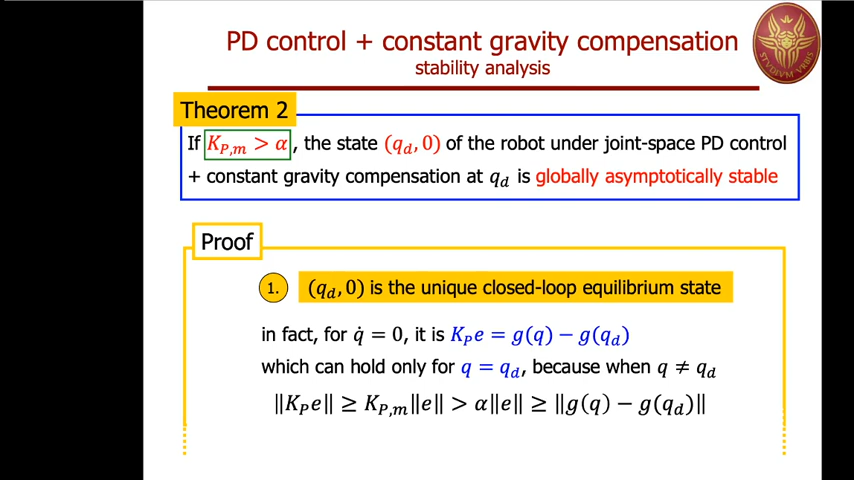 PD control + constant gravity compensation
stability analysis
STVDIVM VRBIS
Theorem 2
If K_{P,m} > α, the state (q_d, 0) of the robot under joint-space PD control
+ constant gravity compensation at q_d is globally asymptotically stable
Proof
1. (q_d, 0) is the unique closed-loop equilibrium state
in fact, for q̇ = 0, it is K_P e = g(q) − g(q_d)
which can hold only for q = q_d, because when q ≠ q_d
‖K_P e‖ ≥ K_{P,m}‖e‖ > α‖e‖ ≥ ‖g(q) − g(q_d)‖